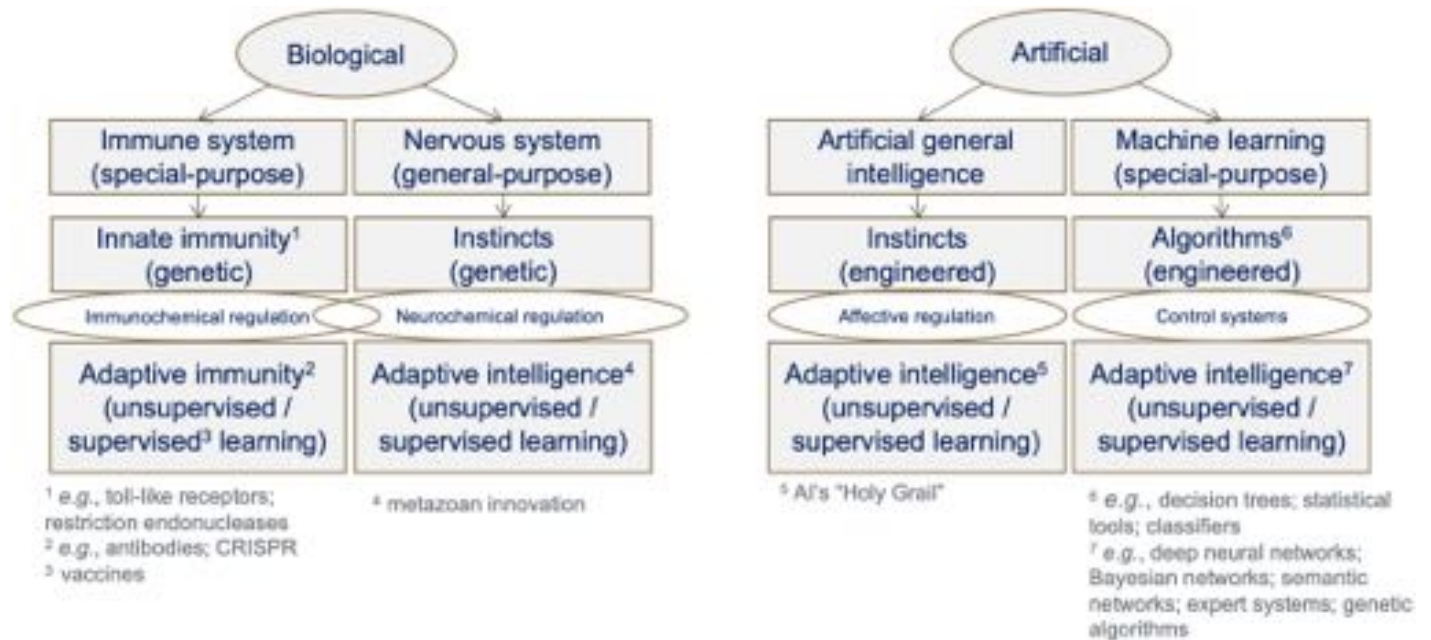 Biological
Immune system
(special-purpose)
Nervous system
(general-purpose)
Innate immunity¹
(genetic)
Instincts
(genetic)
Immunochemical regulation
Neurochemical regulation
Adaptive immunity²
(unsupervised /
supervised³ learning)
Adaptive intelligence⁴
(unsupervised /
supervised learning)
¹ e.g., toll-like receptors;
restriction endonucleases
² e.g., antibodies; CRISPR
³ vaccines
⁴ metazoan innovation
Artificial
Artificial general
intelligence
Machine learning
(special-purpose)
Instincts
(engineered)
Algorithms⁶
(engineered)
Affective regulation
Control systems
Adaptive intelligence⁵
(unsupervised /
supervised learning)
Adaptive intelligence⁷
(unsupervised /
supervised learning)
⁵ AI's "Holy Grail"
⁶ e.g., decision trees; statistical
tools; classifiers
⁷ e.g., deep neural networks;
Bayesian networks; semantic
networks; expert systems; genetic
algorithms